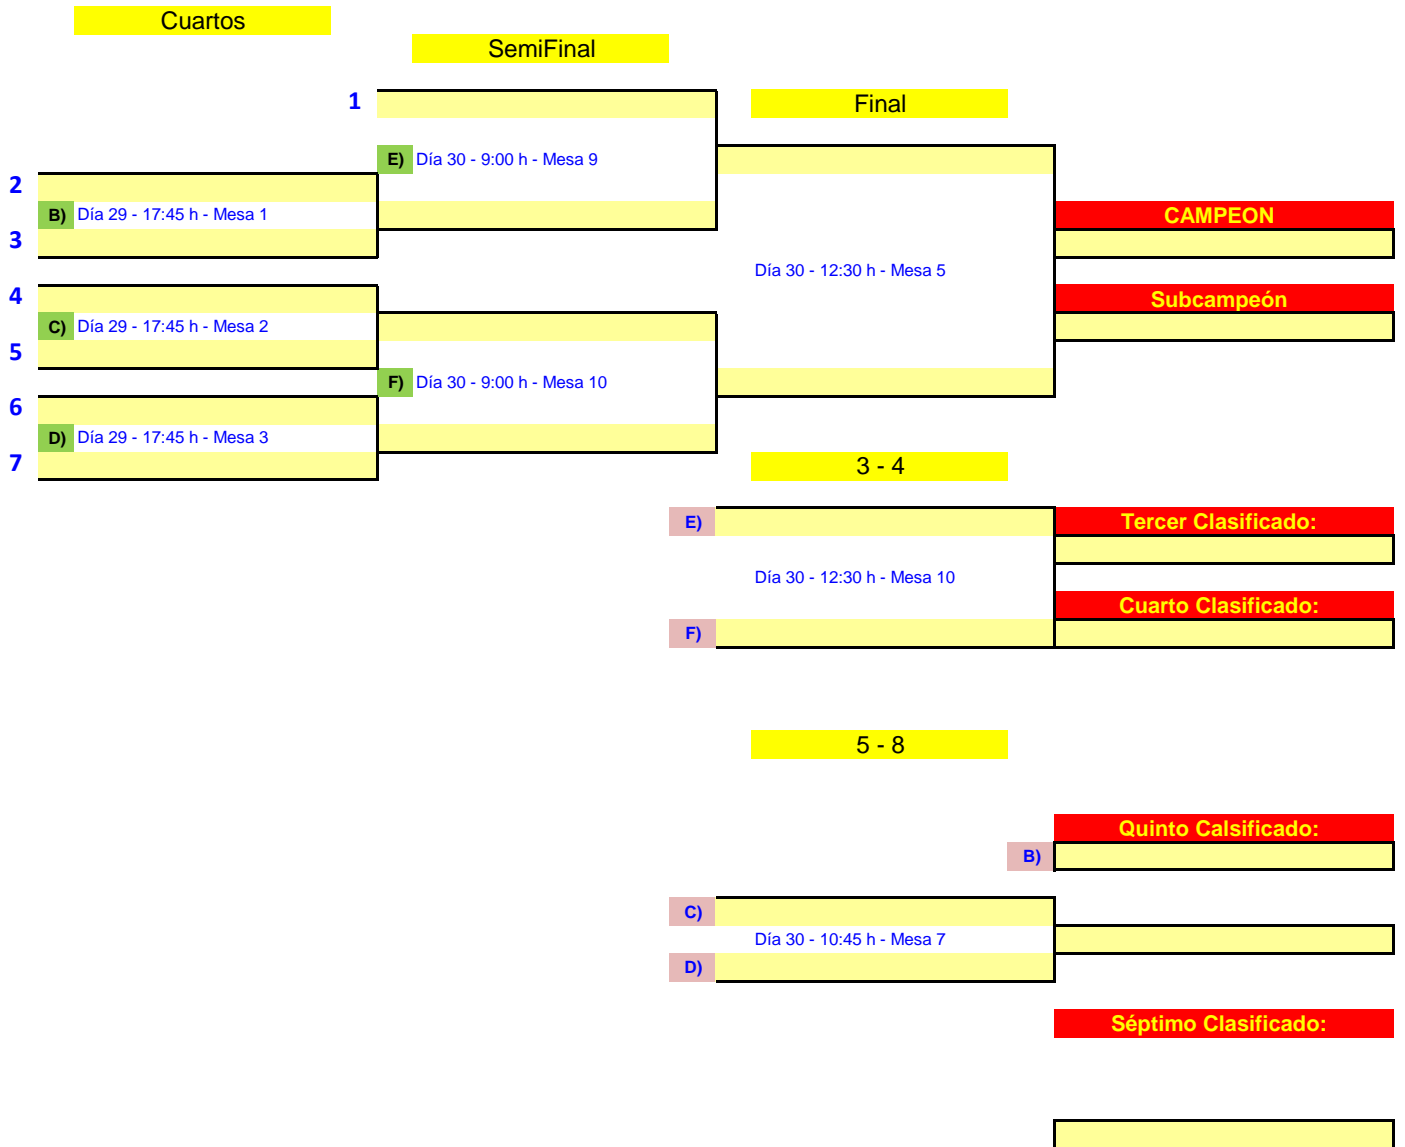 Cuartos
SemiFinal
1
Final
E) Día 30 - 9:00 h - Mesa 9
2
B) Día 29 - 17:45 h - Mesa 1
CAMPEON
3
Día 30 - 12:30 h - Mesa 5
4
Subcampeón
C) Día 29 - 17:45 h - Mesa 2
5
F) Día 30 - 9:00 h - Mesa 10
6
D) Día 29 - 17:45 h - Mesa 3
7
3 - 4
E)
Tercer Clasificado:
Día 30 - 12:30 h - Mesa 10
Cuarto Clasificado:
F)
5 - 8
Quinto Calsificado:
B)
C)
Día 30 - 10:45 h - Mesa 7
D)
Séptimo Clasificado: